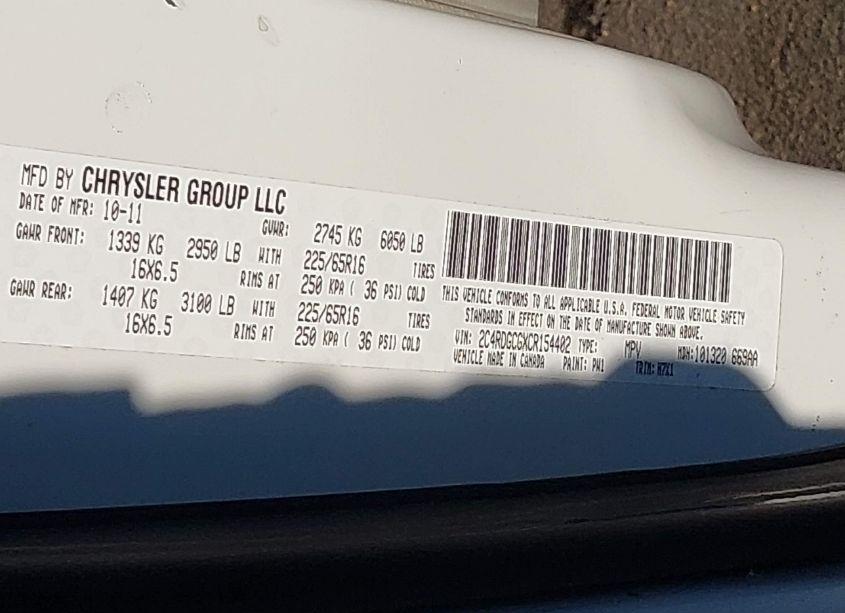 MFD BY CHRYSLER GROUP LLC
DATE OF MFR: 10-11 GVWR: 2745 KG 6050 LB
GAWR FRONT: 1339 KG 2950 LB WITH 225/65R16 TIRES
16X6.5 RIMS AT 250 KPA ( 36 PSI) COLD
GAWR REAR: 1407 KG 3100 LB WITH 225/65R16 TIRES
16X6.5 RIMS AT 250 KPA ( 36 PSI) COLD
THIS VEHICLE CONFORMS TO ALL APPLICABLE U.S.A. FEDERAL MOTOR VEHICLE SAFETY
STANDARDS IN EFFECT ON THE DATE OF MANUFACTURE SHOWN ABOVE.
VIN: 2C4RDGCGXCR154402 TYPE: MPV MDH:101320 669AA
VEHICLE MADE IN CANADA PAINT: PW1 TRIM: